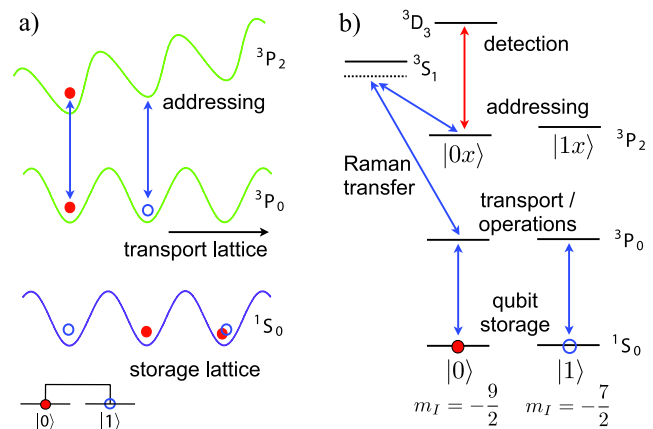 a)
³P₂
addressing
³P₀
transport lattice
¹S₀
storage lattice
|0⟩ |1⟩
b)
³D₃
detection
³S₁
addressing
|0x⟩ |1x⟩ ³P₂
Raman
transfer
transport /
operations
³P₀
qubit
storage
¹S₀
|0⟩ |1⟩
m_I = −9/2 m_I = −7/2